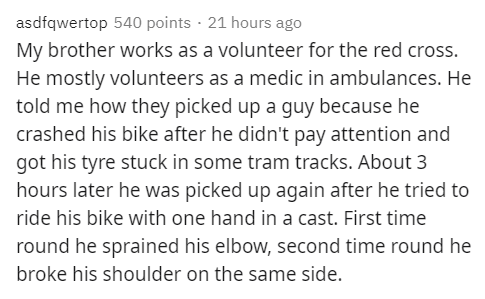 asdfqwertop 540 points · 21 hours ago
My brother works as a volunteer for the red cross.
He mostly volunteers as a medic in ambulances. He
told me how they picked up a guy because he
crashed his bike after he didn't pay attention and
got his tyre stuck in some tram tracks. About 3
hours later he was picked up again after he tried to
ride his bike with one hand in a cast. First time
round he sprained his elbow, second time round he
broke his shoulder on the same side.